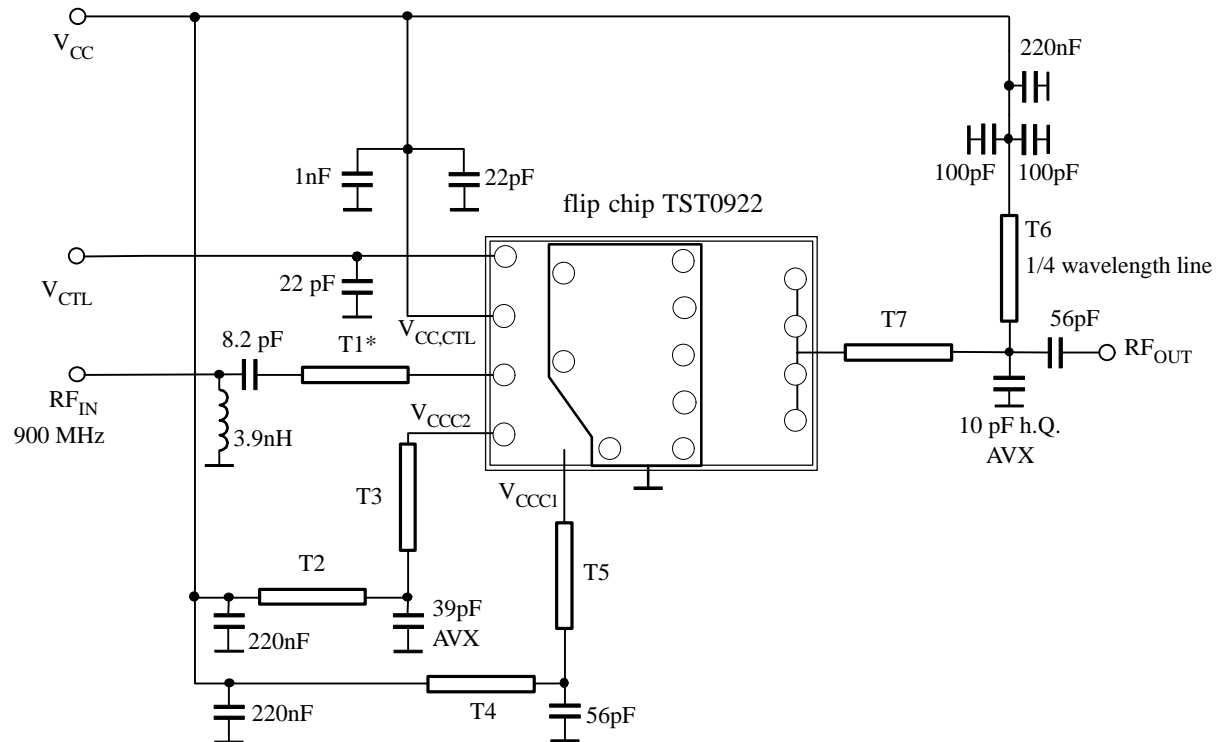 V_CC
220nF
1nF
22pF
100pF
100pF
flip chip TST0922
T6
1/4 wavelength line
V_CTL
22 pF
V_CC,CTL
T7
56pF
8.2 pF
T1*
RF_OUT
RF_IN
900 MHz
3.9nH
V_CCC2
10 pF h.Q.
AVX
T3
V_CCC1
T2
T5
39pF
AVX
220nF
220nF
T4
56pF